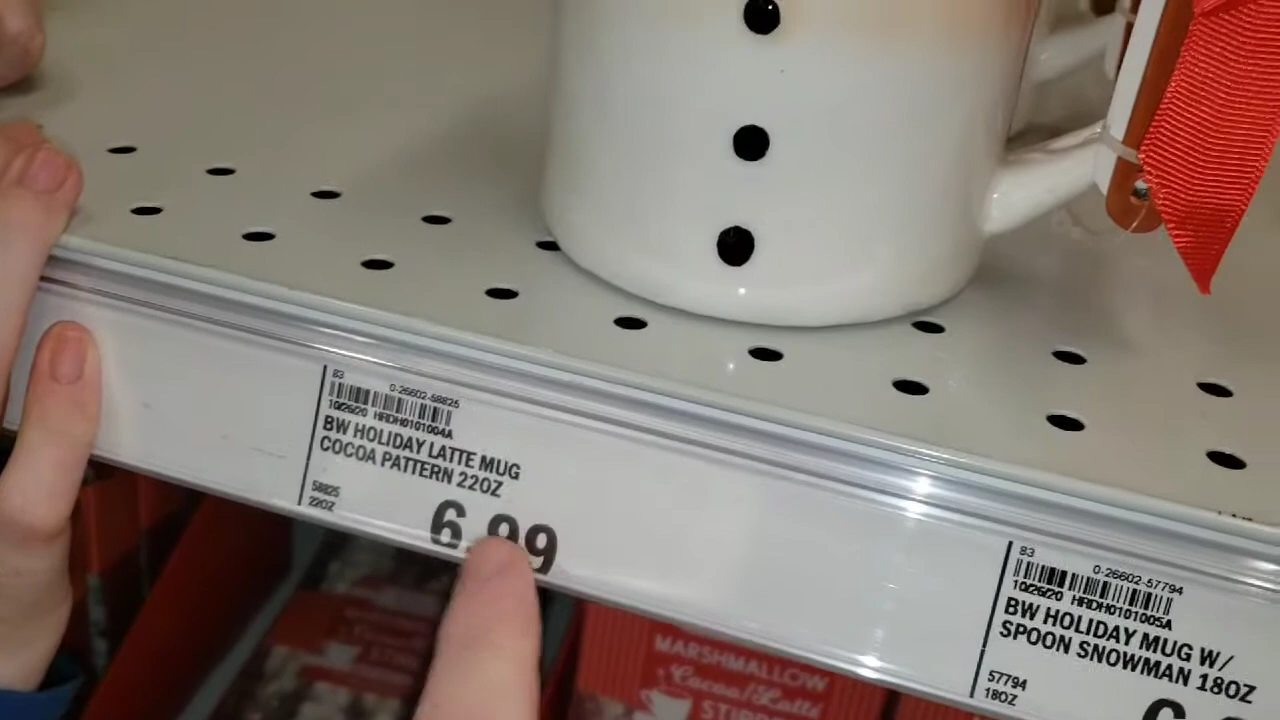 83
0-26602-58825
10/26/20 HRDH0101004A
BW HOLIDAY LATTE MUG
COCOA PATTERN 22OZ
58825
22OZ
6.99
83
0-26602-57794
10/26/20 HRDH0101005A
BW HOLIDAY MUG W/
SPOON SNOWMAN 18OZ
57794
18OZ
MARSHMALLOW
Cocoa/Latté